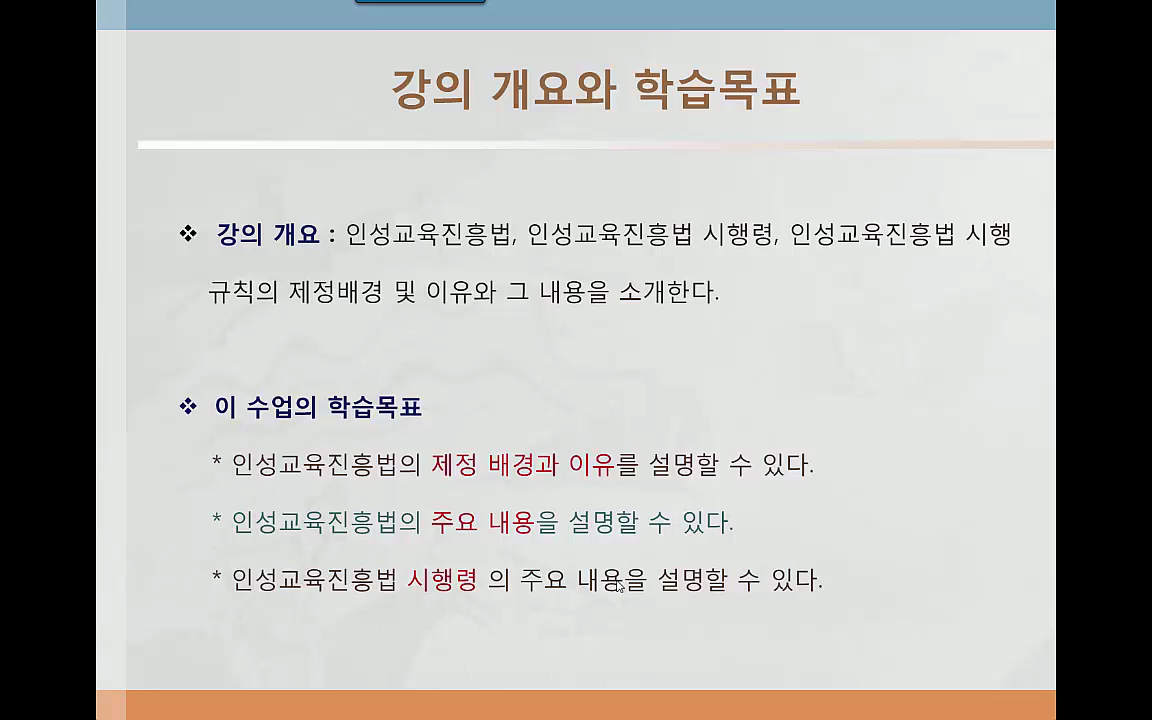 강의 개요와 학습목표
❖ 강의 개요 : 인성교육진흥법, 인성교육진흥법 시행령, 인성교육진흥법 시행
규칙의 제정배경 및 이유와 그 내용을 소개한다.
❖ 이 수업의 학습목표
* 인성교육진흥법의 제정 배경과 이유를 설명할 수 있다.
* 인성교육진흥법의 주요 내용을 설명할 수 있다.
* 인성교육진흥법 시행령 의 주요 내용을 설명할 수 있다.